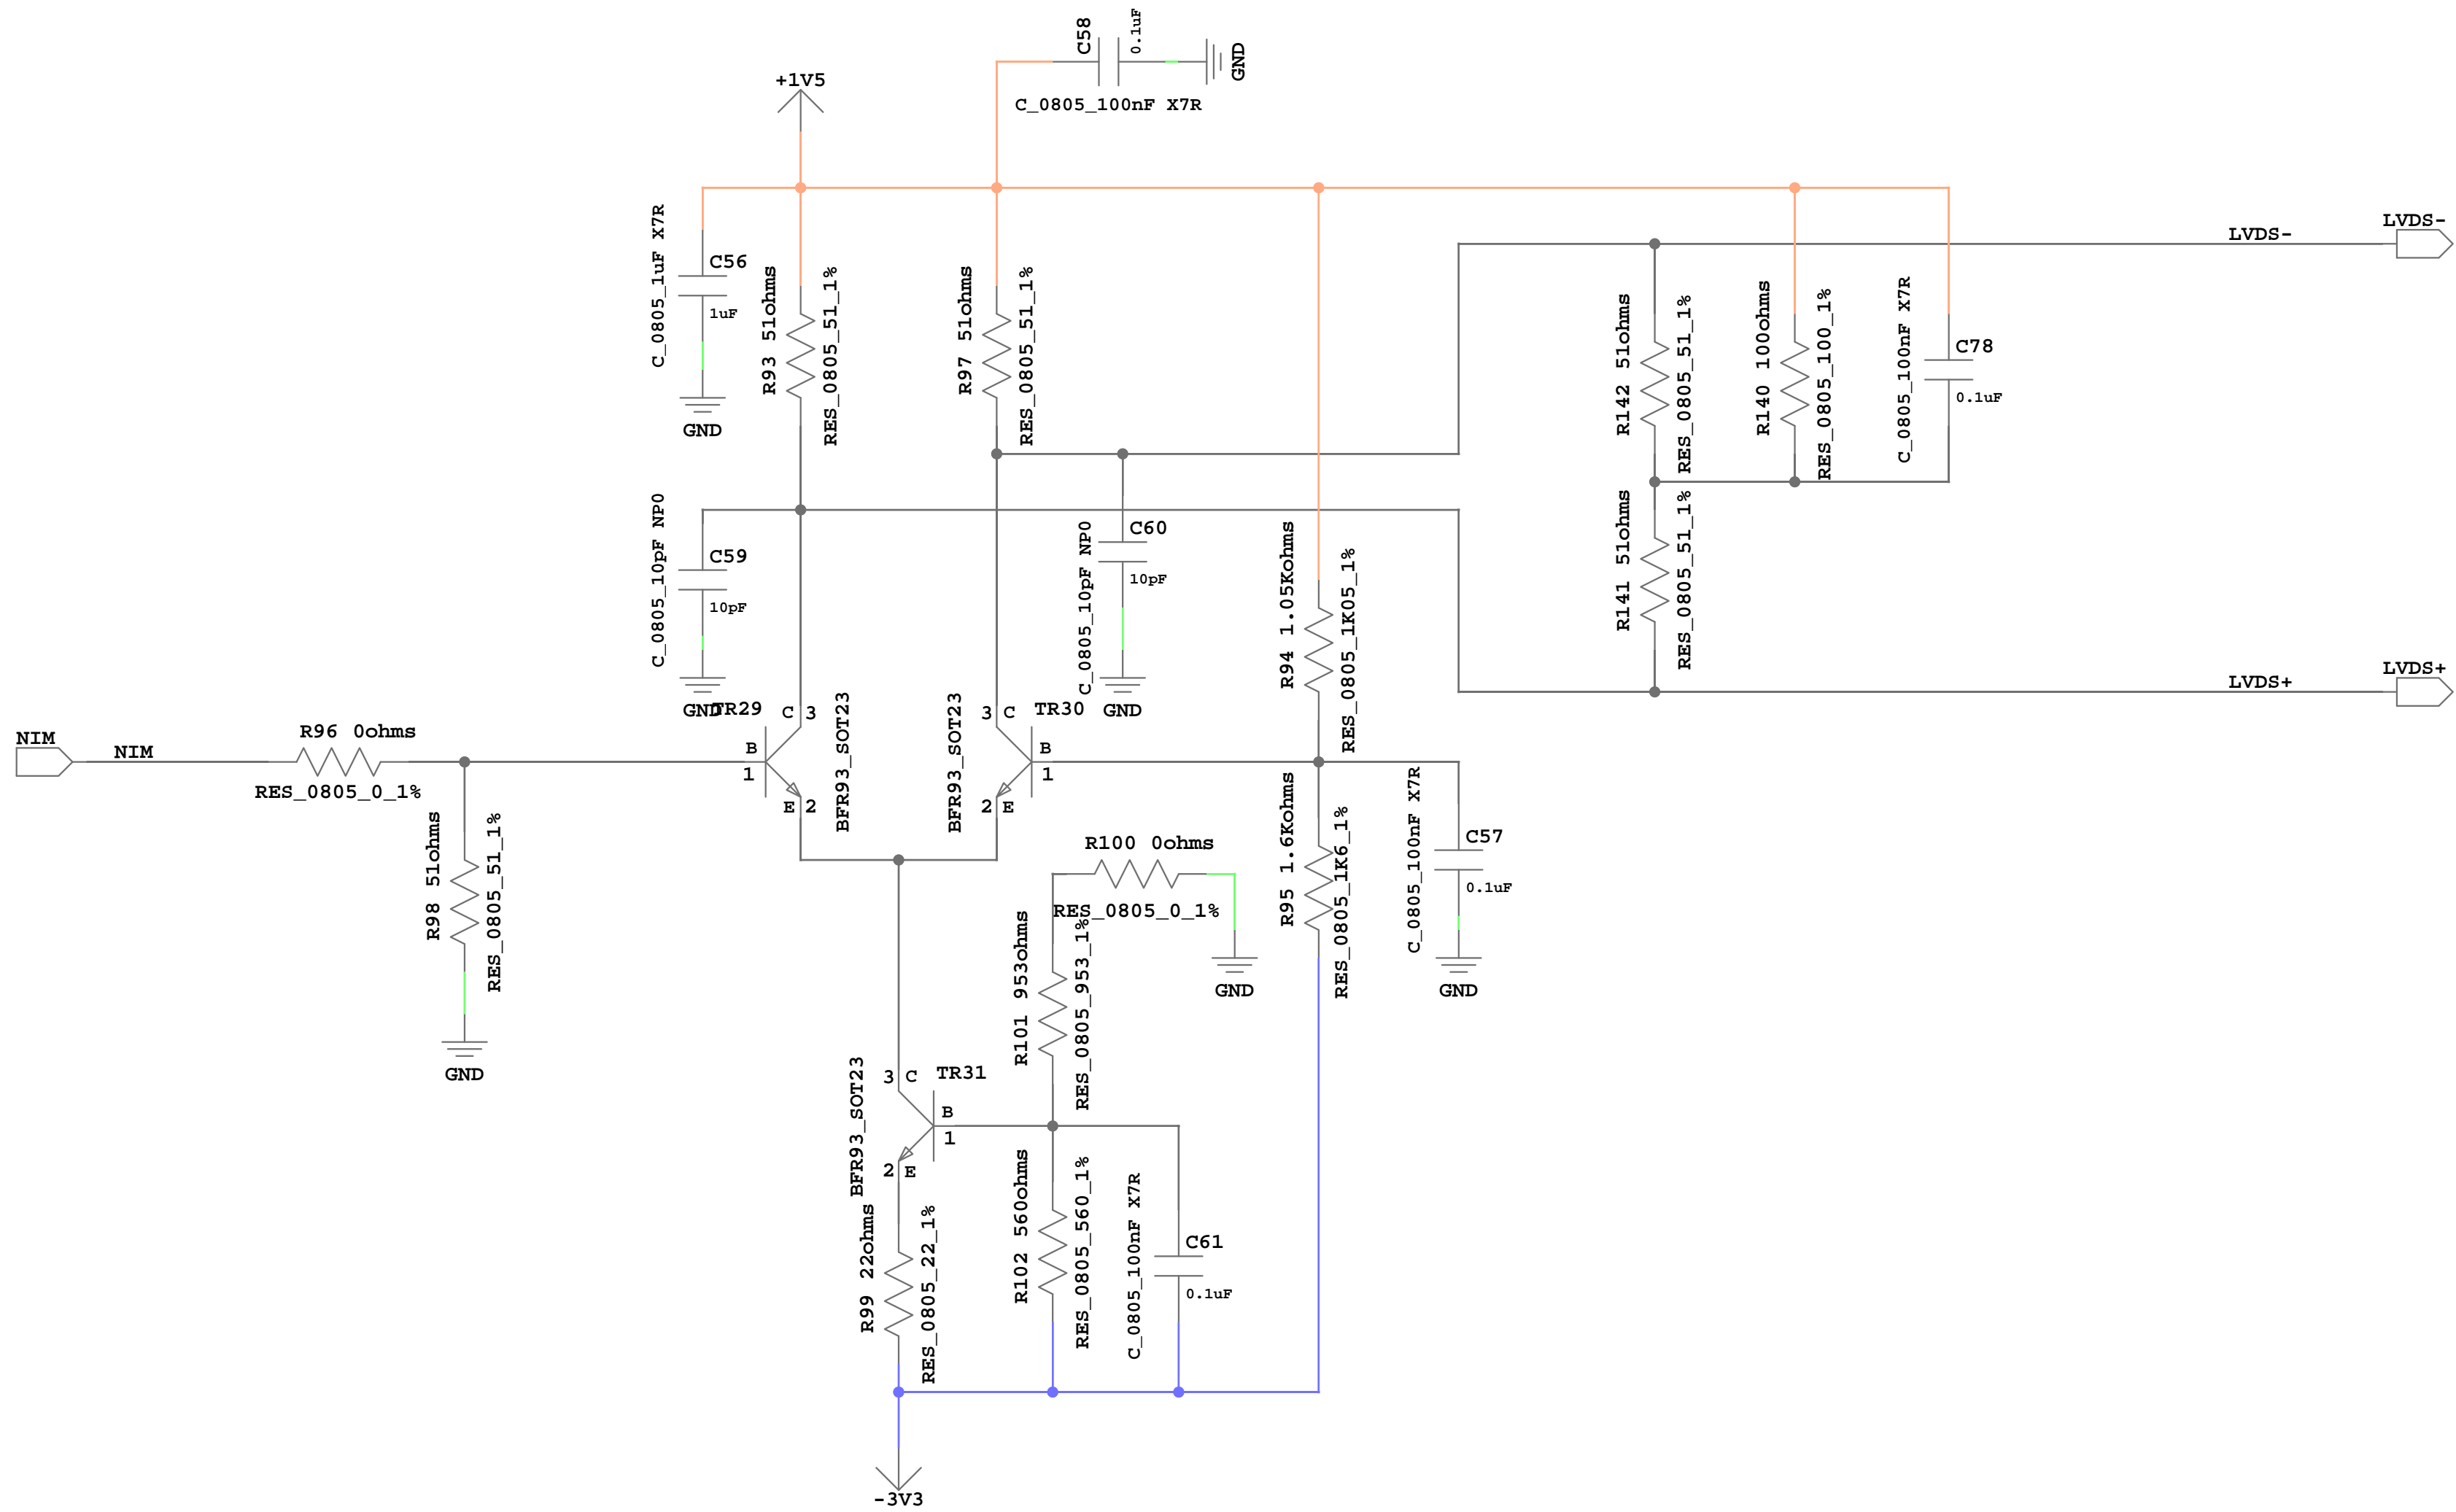 C58
0.1uF
GND
C_0805_100nF X7R
+1V5
C_0805_1uF X7R
C56
1uF
GND
R93 51ohms
RES_0805_51_1%
R97 51ohms
RES_0805_51_1%
LVDS-
LVDS-
R142 51ohms
RES_0805_51_1%
R140 100ohms
RES_0805_100_1%
C_0805_100nF X7R
C78
0.1uF
C_0805_10pF NP0
C59
10pF
GND
C_0805_10pF NP0
C60
10pF
GND
R94 1.05Kohms
RES_0805_1K05_1%
R141 51ohms
RES_0805_51_1%
LVDS+
LVDS+
NIM
NIM
R96 0ohms
RES_0805_0_1%
R98 51ohms
RES_0805_51_1%
GND
TR29
C 3
B
1
E 2
BFR93_SOT23
BFR93_SOT23
3 C
TR30
B
1
2 E
R100 0ohms
RES_0805_0_1%
GND
R95 1.6Kohms
RES_0805_1K6_1%
C_0805_100nF X7R
C57
0.1uF
GND
R101 953ohms
RES_0805_953_1%
BFR93_SOT23
3 C
TR31
B
1
2 E
R99 22ohms
RES_0805_22_1%
R102 560ohms
RES_0805_560_1%
C_0805_100nF X7R
C61
0.1uF
-3V3